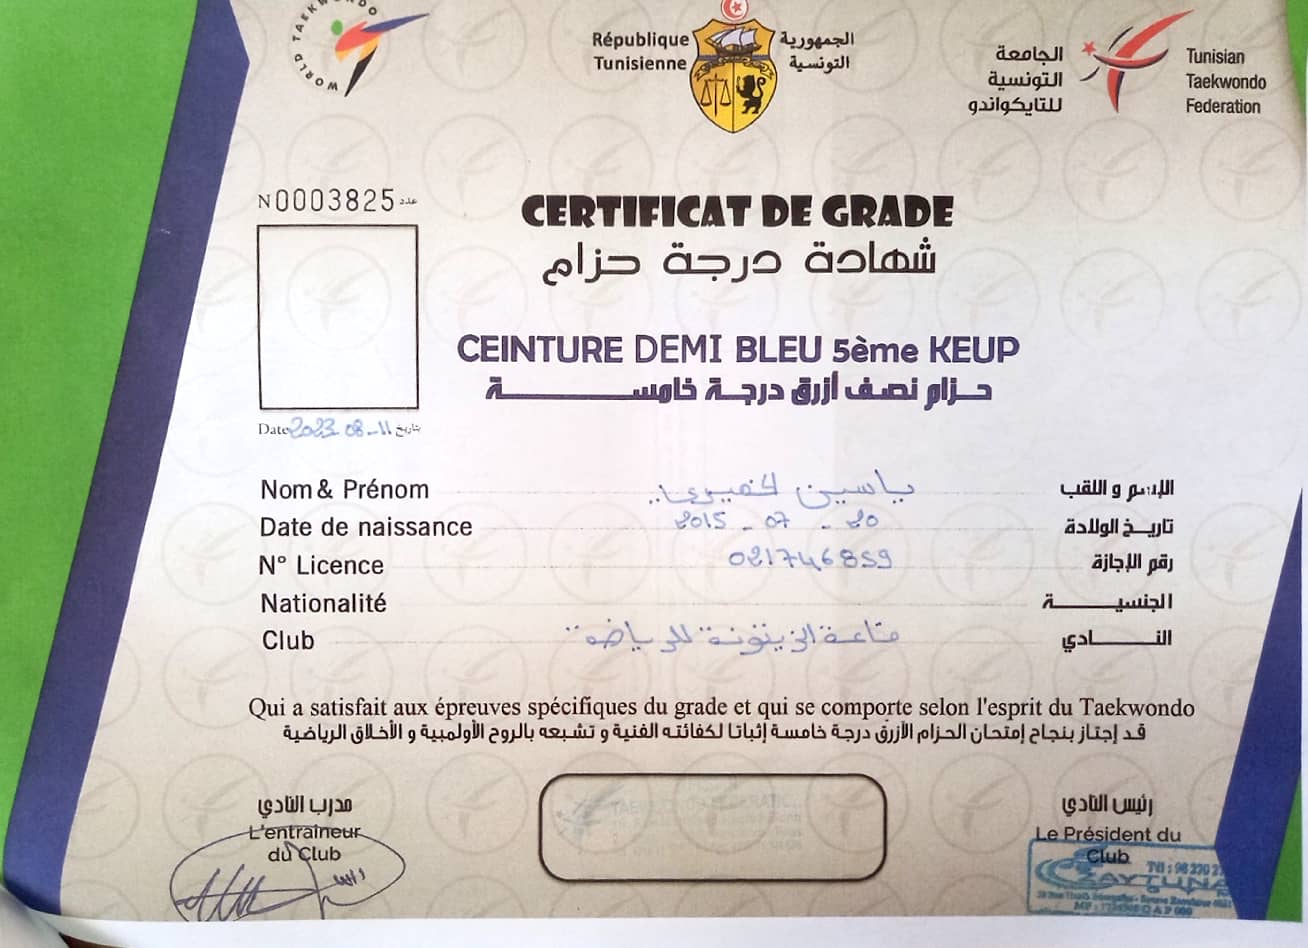 WORLD TAEKWONDO
République الجمهورية
Tunisienne التونسية
الجامعة
التونسية
للتايكواندو
Tunisian
Taekwondo
Federation
N 0003825 عدد
CERTIFICAT DE GRADE
شهادة درجة حزام
CEINTURE DEMI BLEU 5ème KEUP
حزام نصف أزرق درجة خامسة
Date 2023-08-11 بتاريخ
Nom & Prénom ياسين الخميري الإسم و اللقب
Date de naissance 2015 - 07 - 20 تاريخ الولادة
N° Licence 021746859 رقم الإجازة
Nationalité الجنسية
Club الزيتونة للرياضة النادي
Qui a satisfait aux épreuves spécifiques du grade et qui se comporte selon l'esprit du Taekwondo
قد إجتاز بنجاح إمتحان الحزام الأزرق درجة خامسة إثباتا لكفائته الفنية و تشبعه بالروح الأولمبية و الأخلاق الرياضية
مدرب النادي
L'entraîneur
du Club
رئيس النادي
Le Président du
Club
ZAYTUNA